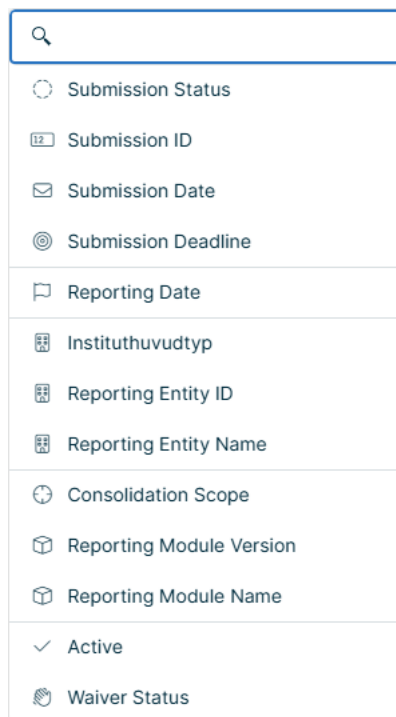 Submission Status
12 Submission ID
Submission Date
Submission Deadline
Reporting Date
Instituthuvudtyp
Reporting Entity ID
Reporting Entity Name
Consolidation Scope
Reporting Module Version
Reporting Module Name
Active
Waiver Status